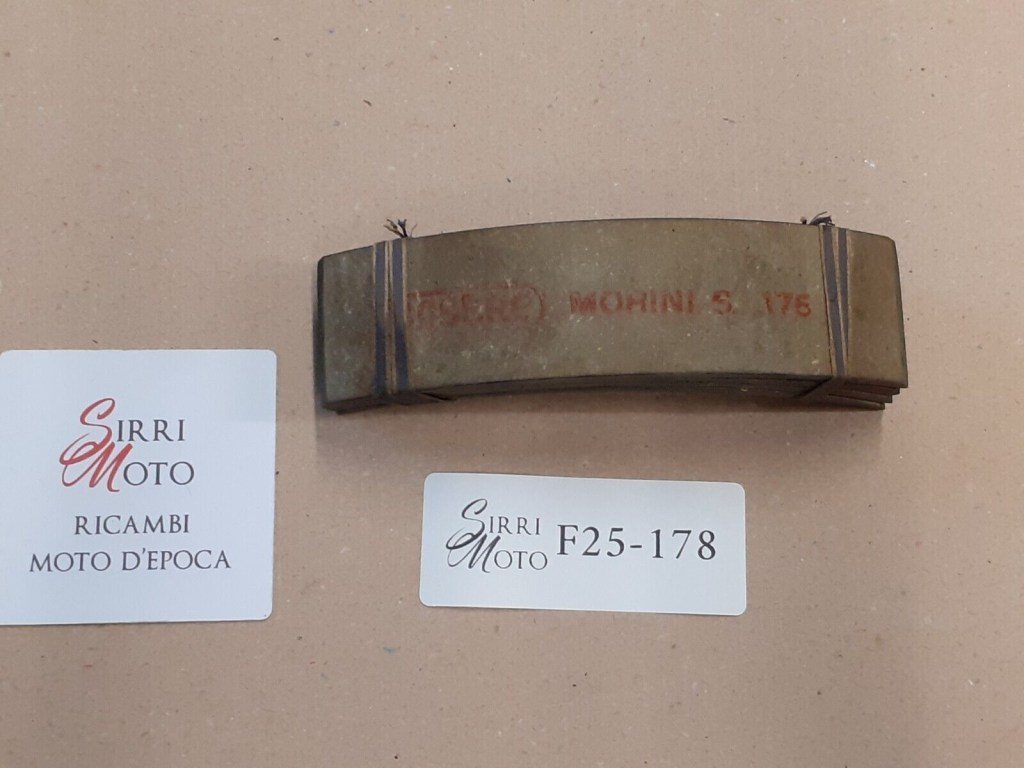 MORINI S. 175
SIRRI
MOTO
RICAMBI
MOTO D'EPOCA
SIRRI
MOTO
F25-178